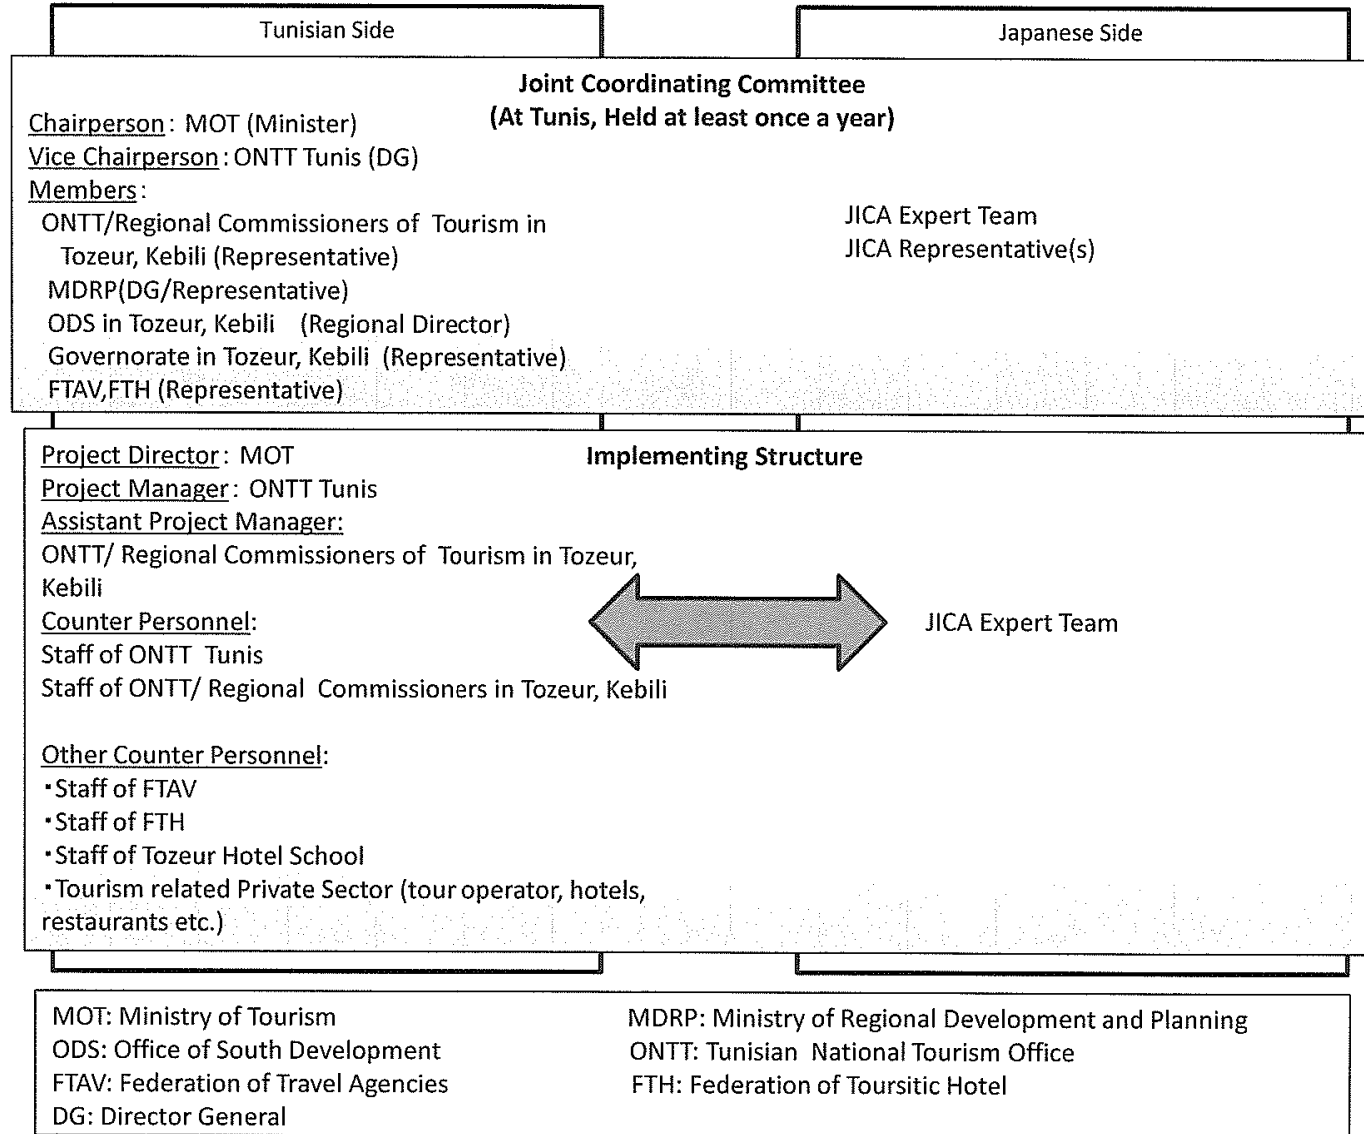 Tunisian Side
Japanese Side
Joint Coordinating Committee
(At Tunis, Held at least once a year)
Chairperson: MOT (Minister)
Vice Chairperson: ONTT Tunis (DG)
Members:
ONTT/Regional Commissioners of Tourism in
Tozeur, Kebili (Representative)
MDRP(DG/Representative)
ODS in Tozeur, Kebili (Regional Director)
Governorate in Tozeur, Kebili (Representative)
FTAV,FTH (Representative)
JICA Expert Team
JICA Representative(s)
Implementing Structure
Project Director: MOT
Project Manager: ONTT Tunis
Assistant Project Manager:
ONTT/ Regional Commissioners of Tourism in Tozeur,
Kebili
Counter Personnel:
Staff of ONTT Tunis
Staff of ONTT/ Regional Commissioners in Tozeur, Kebili
JICA Expert Team
Other Counter Personnel:
・Staff of FTAV
・Staff of FTH
・Staff of Tozeur Hotel School
・Tourism related Private Sector (tour operator, hotels,
restaurants etc.)
MOT: Ministry of Tourism
ODS: Office of South Development
FTAV: Federation of Travel Agencies
DG: Director General
MDRP: Ministry of Regional Development and Planning
ONTT: Tunisian National Tourism Office
FTH: Federation of Toursitic Hotel